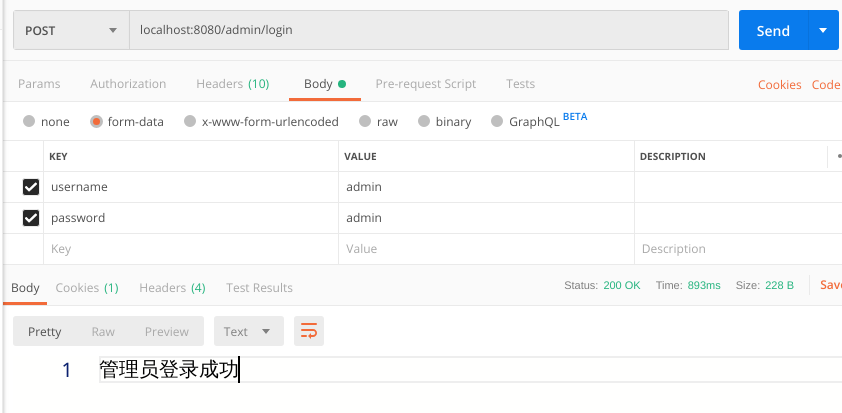 POST localhost:8080/admin/login Send
Params Authorization Headers (10) Body Pre-request Script Tests Cookies Code
none form-data x-www-form-urlencoded raw binary GraphQL BETA
KEY VALUE DESCRIPTION
username admin
password admin
Key Value Description
Body Cookies (1) Headers (4) Test Results Status: 200 OK Time: 893ms Size: 228 B Save
Pretty Raw Preview Text
1 管理员登录成功